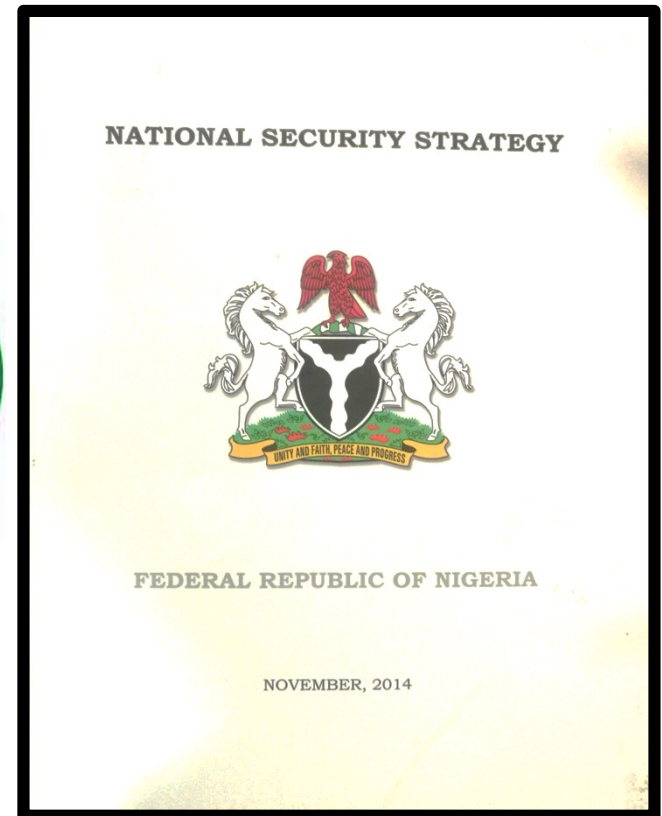 NATIONAL SECURITY STRATEGY
UNITY AND FAITH, PEACE AND PROGRESS
FEDERAL REPUBLIC OF NIGERIA
NOVEMBER, 2014